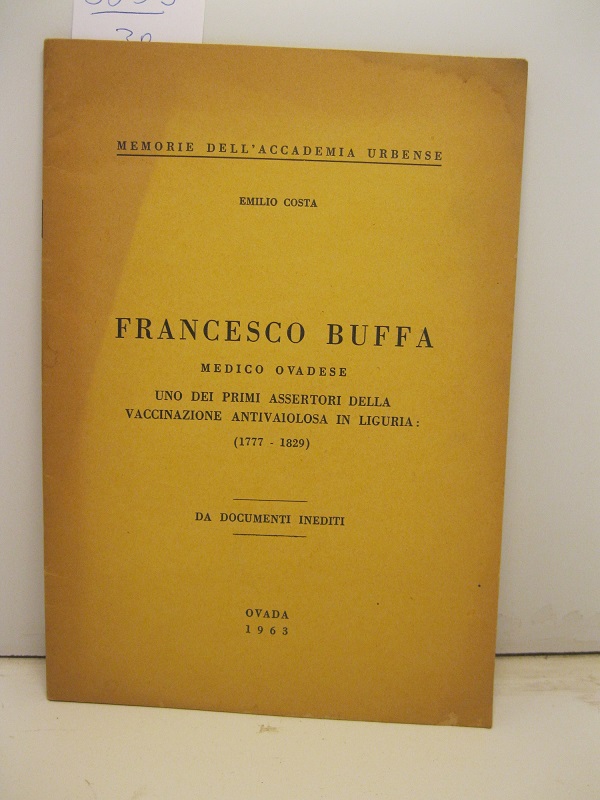 MEMORIE DELL'ACCADEMIA URBENSE
EMILIO COSTA
FRANCESCO BUFFA
MEDICO OVADESE
UNO DEI PRIMI ASSERTORI DELLA
VACCINAZIONE ANTIVAIOLOSA IN LIGURIA:
(1777 - 1829)
DA DOCUMENTI INEDITI
OVADA
1963